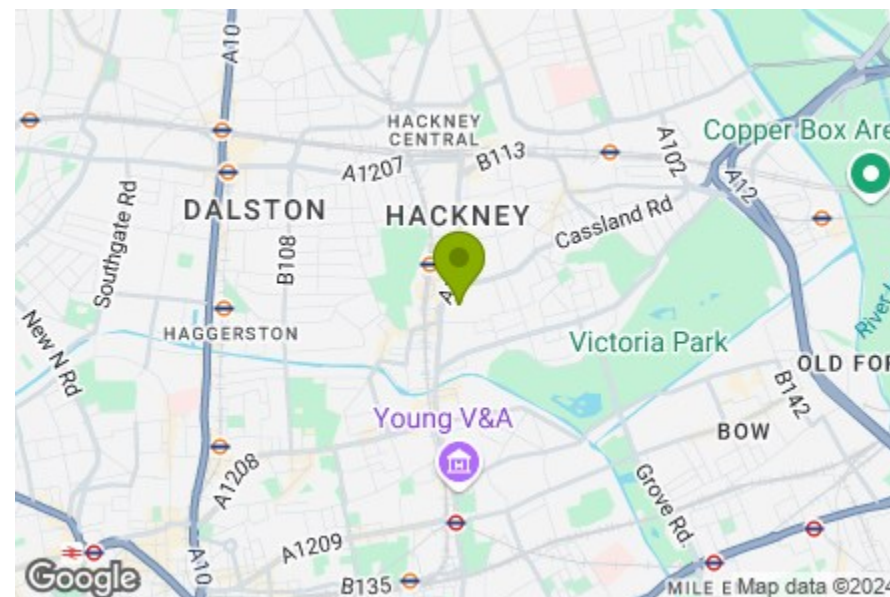 A10
HACKNEY
CENTRAL
A102
Copper Box Are
B113
A1207
A12
DALSTON
HACKNEY
Cassland Rd
Southgate Rd
B108
HAGGERSTON
New N Rd
Victoria Park
OLD FOR
B142
Young V&A
BOW
A1208
Grove Rd.
A1209
A10
B135
Google
MILE E
Map data ©2024